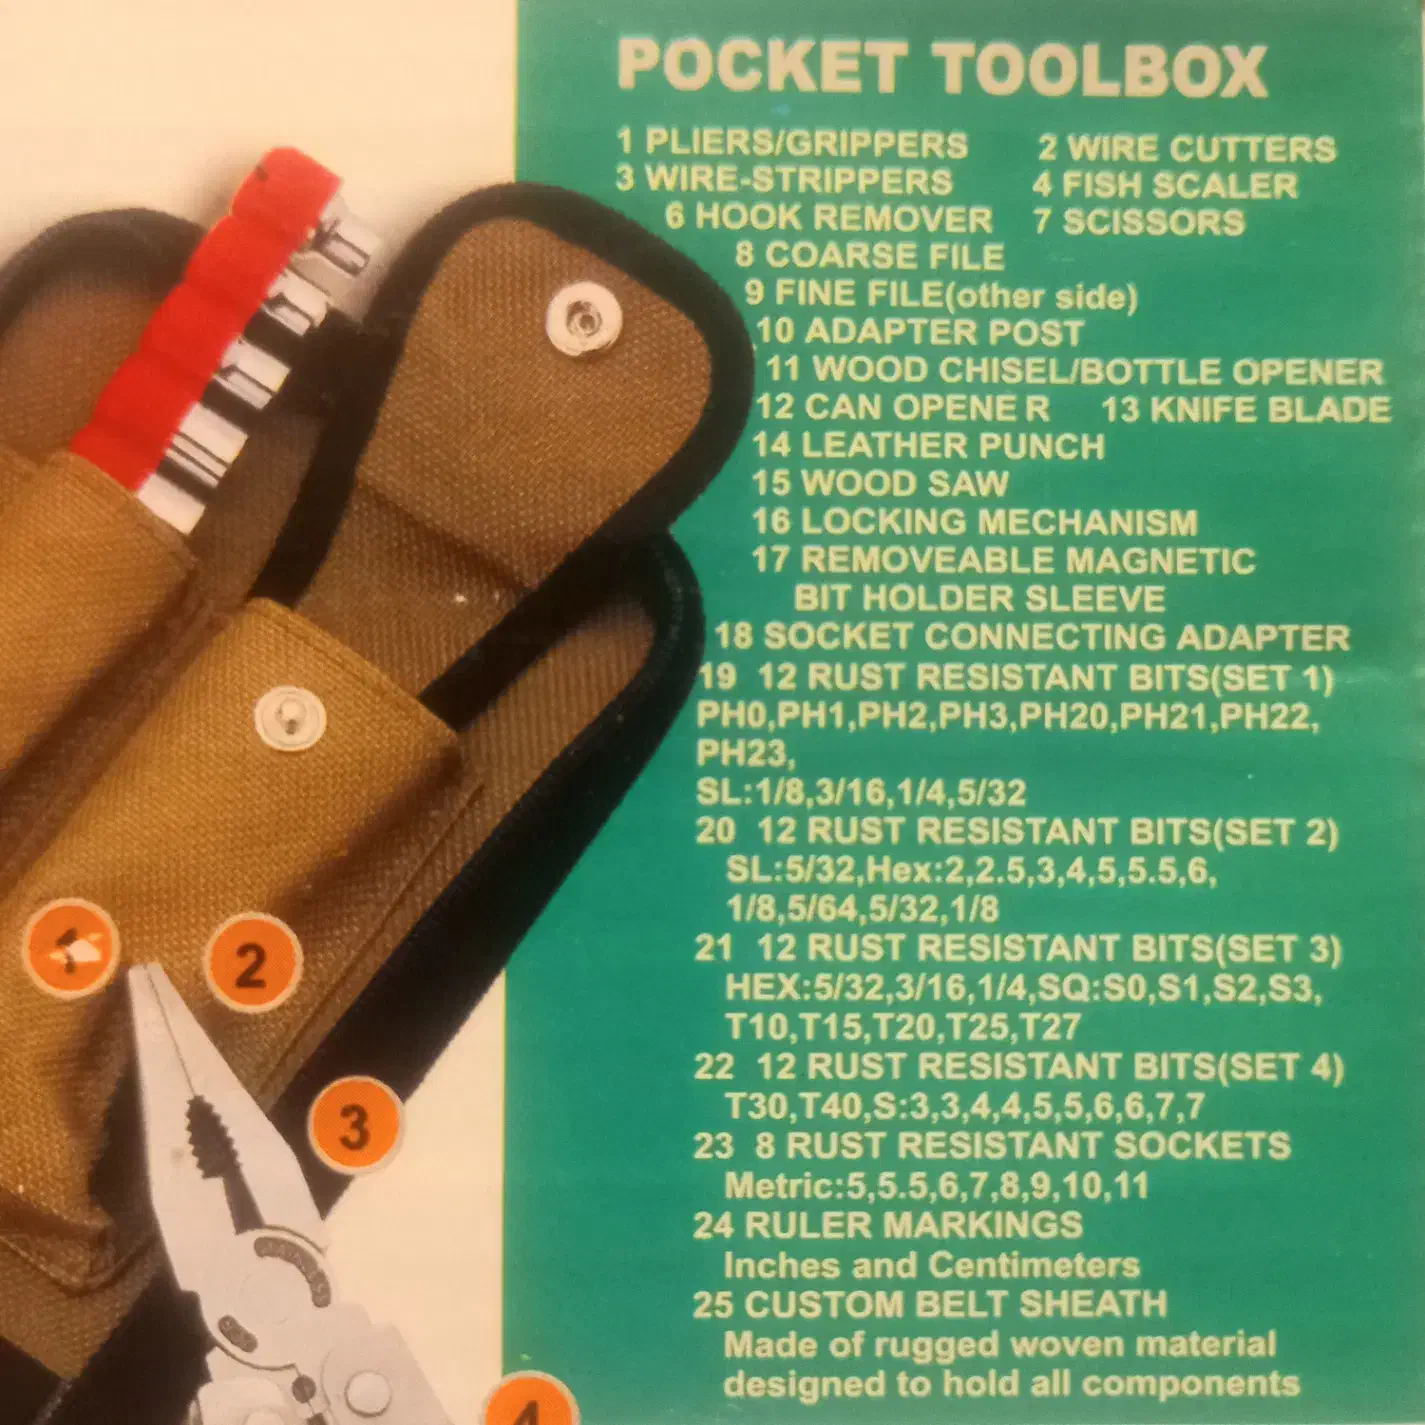 POCKET TOOLBOX
1 PLIERS/GRIPPERS 2 WIRE CUTTERS
3 WIRE-STRIPPERS 4 FISH SCALER
6 HOOK REMOVER 7 SCISSORS
8 COARSE FILE
9 FINE FILE(other side)
10 ADAPTER POST
11 WOOD CHISEL/BOTTLE OPENER
12 CAN OPENE R 13 KNIFE BLADE
14 LEATHER PUNCH
15 WOOD SAW
16 LOCKING MECHANISM
17 REMOVEABLE MAGNETIC
BIT HOLDER SLEEVE
18 SOCKET CONNECTING ADAPTER
19 12 RUST RESISTANT BITS(SET 1)
PH0,PH1,PH2,PH3,PH20,PH21,PH22,
PH23,
SL:1/8,3/16,1/4,5/32
20 12 RUST RESISTANT BITS(SET 2)
SL:5/32,Hex:2,2.5,3,4,5,5.5,6,
1/8,5/64,5/32,1/8
21 12 RUST RESISTANT BITS(SET 3)
HEX:5/32,3/16,1/4,SQ:S0,S1,S2,S3,
T10,T15,T20,T25,T27
22 12 RUST RESISTANT BITS(SET 4)
T30,T40,S:3,3,4,4,5,5,6,6,7,7
23 8 RUST RESISTANT SOCKETS
Metric:5,5.5,6,7,8,9,10,11
24 RULER MARKINGS
Inches and Centimeters
25 CUSTOM BELT SHEATH
Made of rugged woven material
designed to hold all components
1
2
3
4